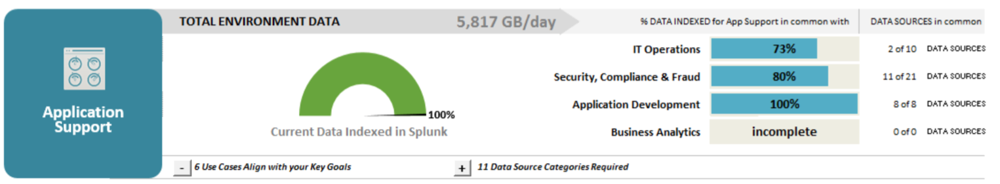 TOTAL ENVIRONMENT DATA 5,817 GB/day % DATA INDEXED for App Support in common with DATA SOURCES in common
Application
Support
100%
Current Data Indexed in Splunk
IT Operations 73% 2 of 10 DATA SOURCES
Security, Compliance & Fraud 80% 11 of 21 DATA SOURCES
Application Development 100% 8 of 8 DATA SOURCES
Business Analytics incomplete 0 of 0 DATA SOURCES
- 6 Use Cases Align with your Key Goals + 11 Data Source Categories Required